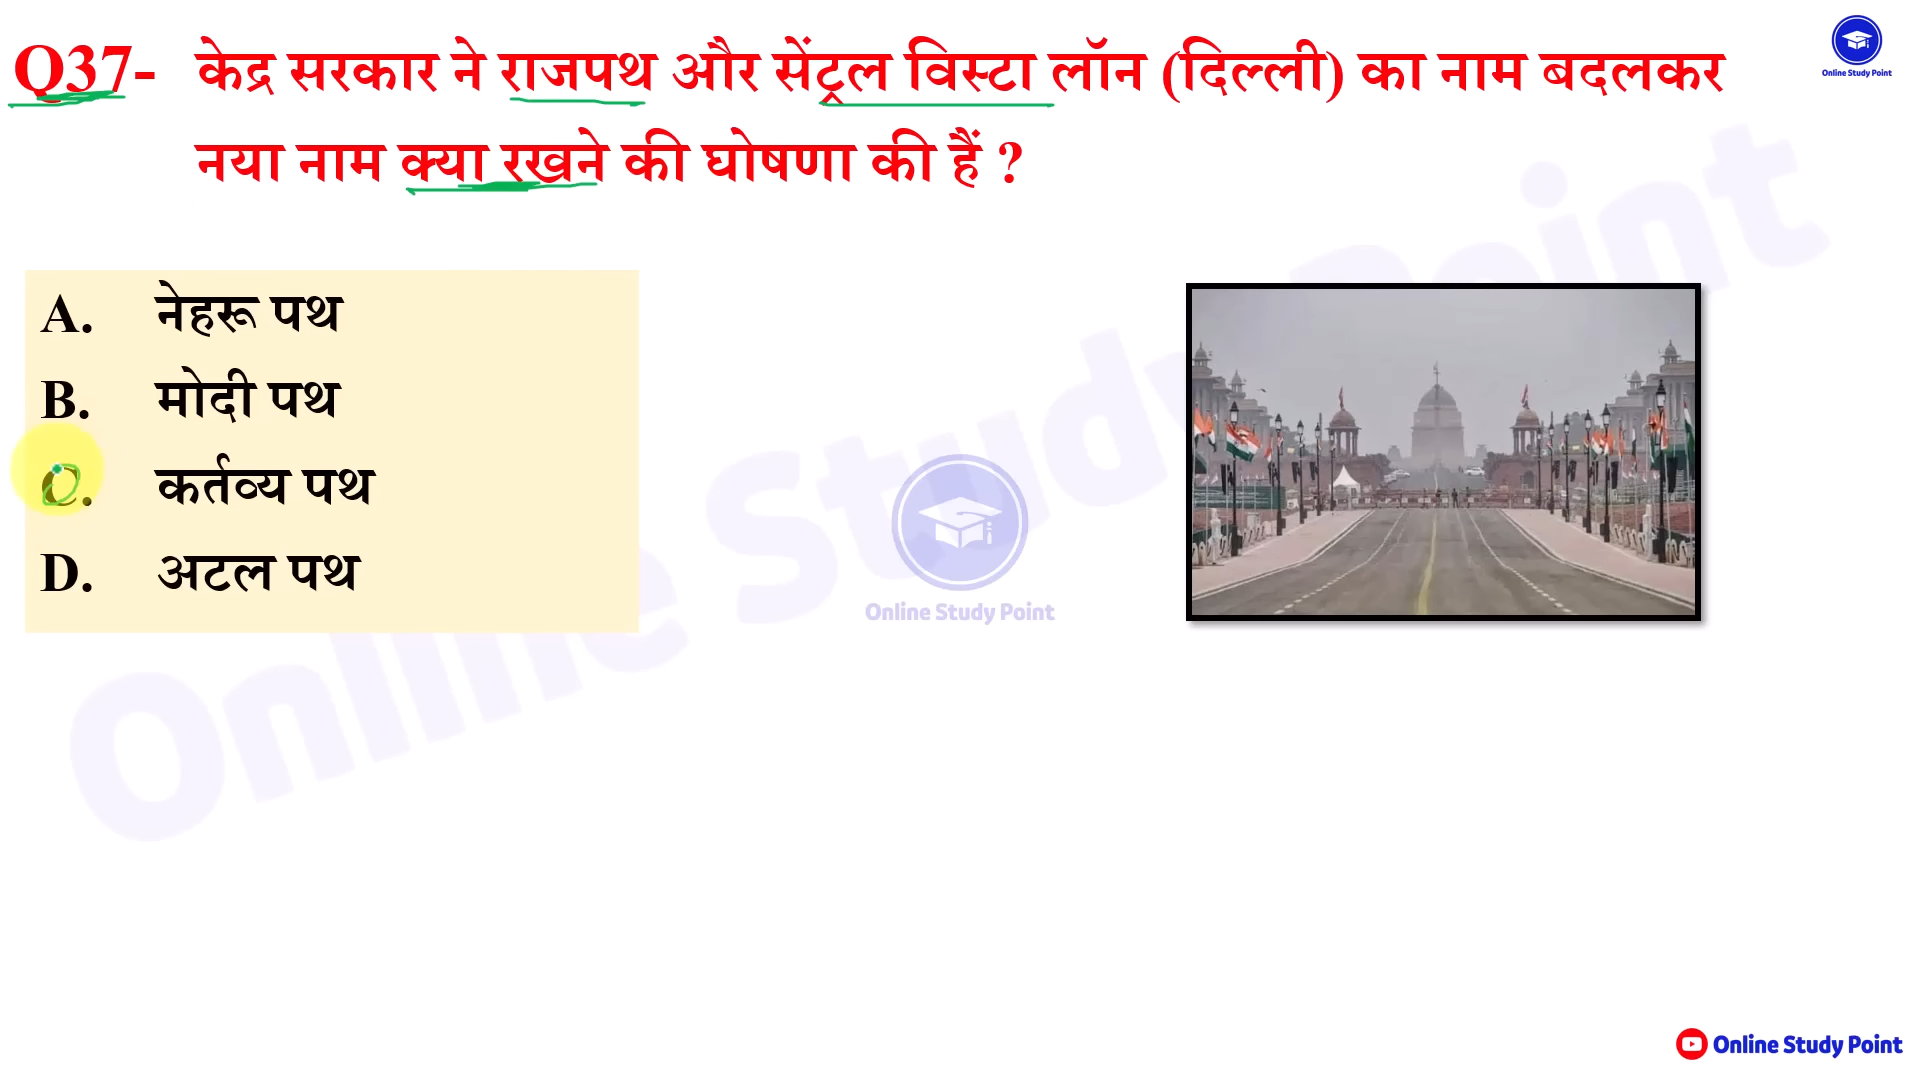 Q37- केद्र सरकार ने राजपथ और सेंट्रल विस्टा लॉन (दिल्ली) का नाम बदलकर
नया नाम क्या रखने की घोषणा की हैं ?
Online Study Point
A. नेहरू पथ
B. मोदी पथ
C. कर्तव्य पथ
D. अटल पथ
Online Study Point
Online Study Point
Online Study Point